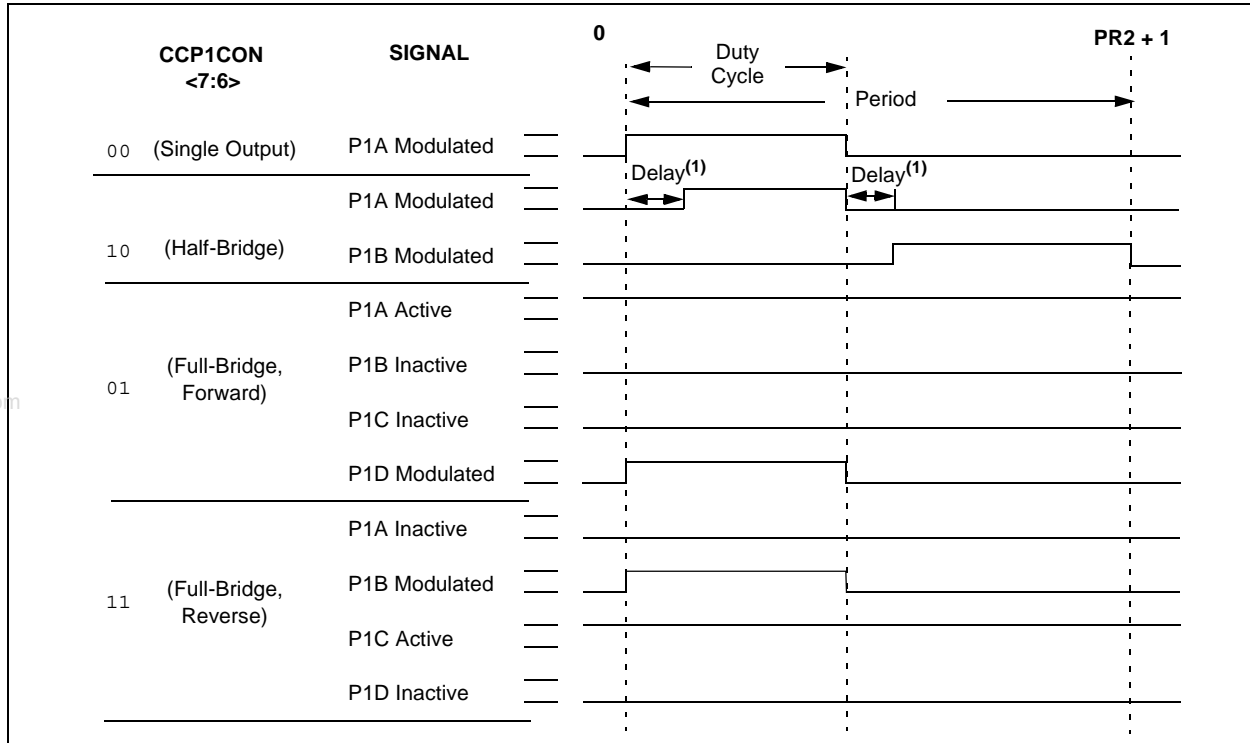 0
PR2 + 1
CCP1CON
<7:6>
SIGNAL
Duty
Cycle
Period
00 (Single Output) P1A Modulated
Delay(1) Delay(1)
P1A Modulated
10 (Half-Bridge) P1B Modulated
P1A Active
01 (Full-Bridge,
Forward)
P1B Inactive
P1C Inactive
P1D Modulated
P1A Inactive
11 (Full-Bridge,
Reverse)
P1B Modulated
P1C Active
P1D Inactive
om